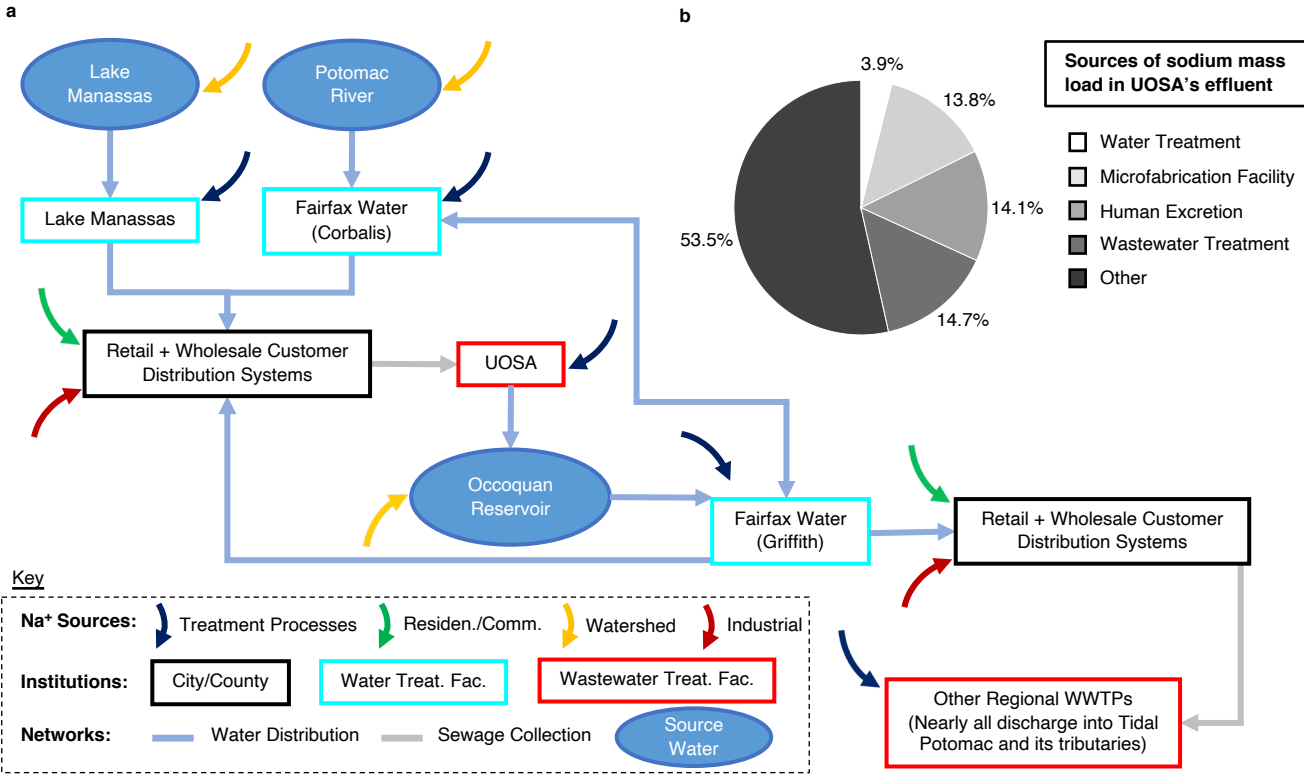 a
Lake
Manassas
Potomac
River
Lake Manassas
Fairfax Water
(Corbalis)
Retail + Wholesale Customer
Distribution Systems
UOSA
Occoquan
Reservoir
Fairfax Water
(Griffith)
Retail + Wholesale Customer
Distribution Systems
Other Regional WWTPs
(Nearly all discharge into Tidal
Potomac and its tributaries)
Key
Na⁺ Sources:
Treatment Processes
Residen./Comm.
Watershed
Industrial
Institutions:
City/County
Water Treat. Fac.
Wastewater Treat. Fac.
Networks:
Water Distribution
Sewage Collection
Source
Water
b
3.9%
13.8%
14.1%
14.7%
53.5%
Sources of sodium mass
load in UOSA's effluent
Water Treatment
Microfabrication Facility
Human Excretion
Wastewater Treatment
Other